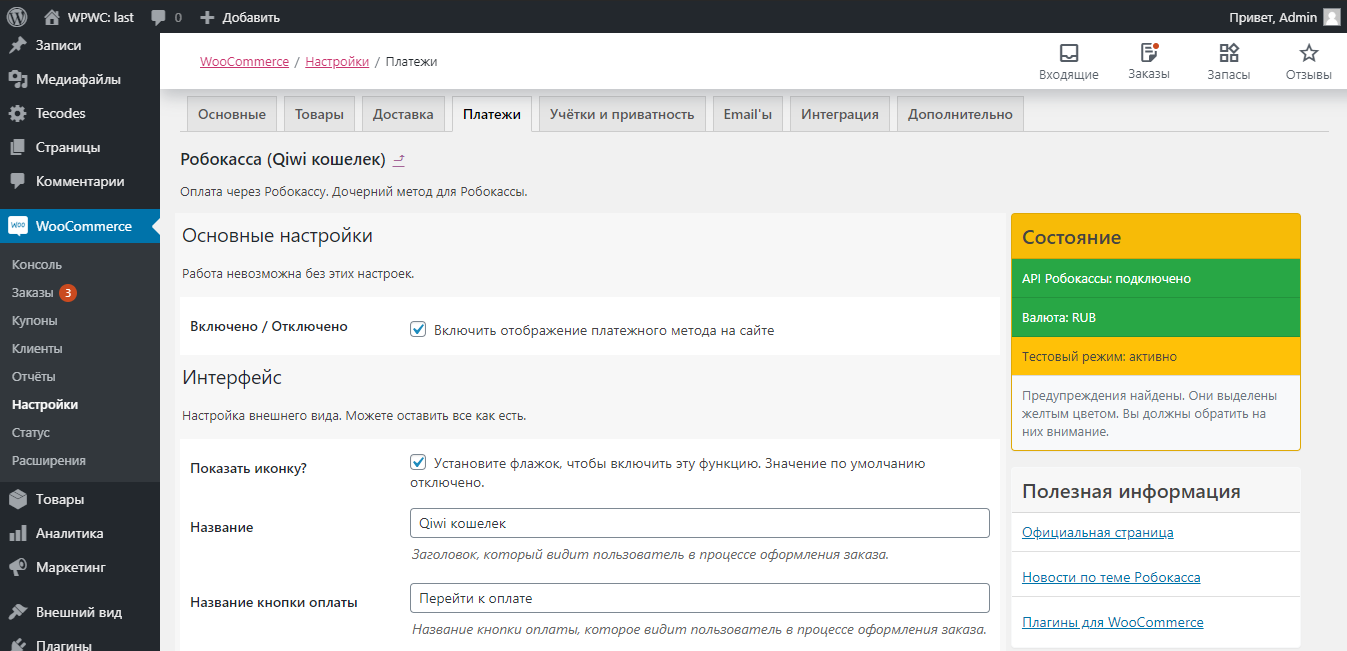 WPWC: last
0
Добавить
Привет, Admin
Записи
Медиафайлы
Tecodes
Страницы
Комментарии
WooCommerce
Консоль
Заказы 3
Купоны
Клиенты
Отчёты
Настройки
Статус
Расширения
Товары
Аналитика
Маркетинг
Внешний вид
Плагины
WooCommerce / Настройки / Платежи
Входящие
Заказы
Запасы
Отзывы
Основные
Товары
Доставка
Платежи
Учётки и приватность
Email'ы
Интеграция
Дополнительно
Робокасса (Qiwi кошелек)
Оплата через Робокассу. Дочерний метод для Робокассы.
Основные настройки
Работа невозможна без этих настроек.
Включено / Отключено
Включить отображение платежного метода на сайте
Интерфейс
Настройка внешнего вида. Можете оставить все как есть.
Показать иконку?
Установите флажок, чтобы включить эту функцию. Значение по умолчанию
отключено.
Название
Qiwi кошелек
Заголовок, который видит пользователь в процессе оформления заказа.
Название кнопки оплаты
Перейти к оплате
Название кнопки оплаты, которое видит пользователь в процессе оформления заказа.
Состояние
API Робокассы: подключено
Валюта: RUB
Тестовый режим: активно
Предупреждения найдены. Они выделены
желтым цветом. Вы должны обратить на
них внимание.
Полезная информация
Официальная страница
Новости по теме Робокасса
Плагины для WooCommerce